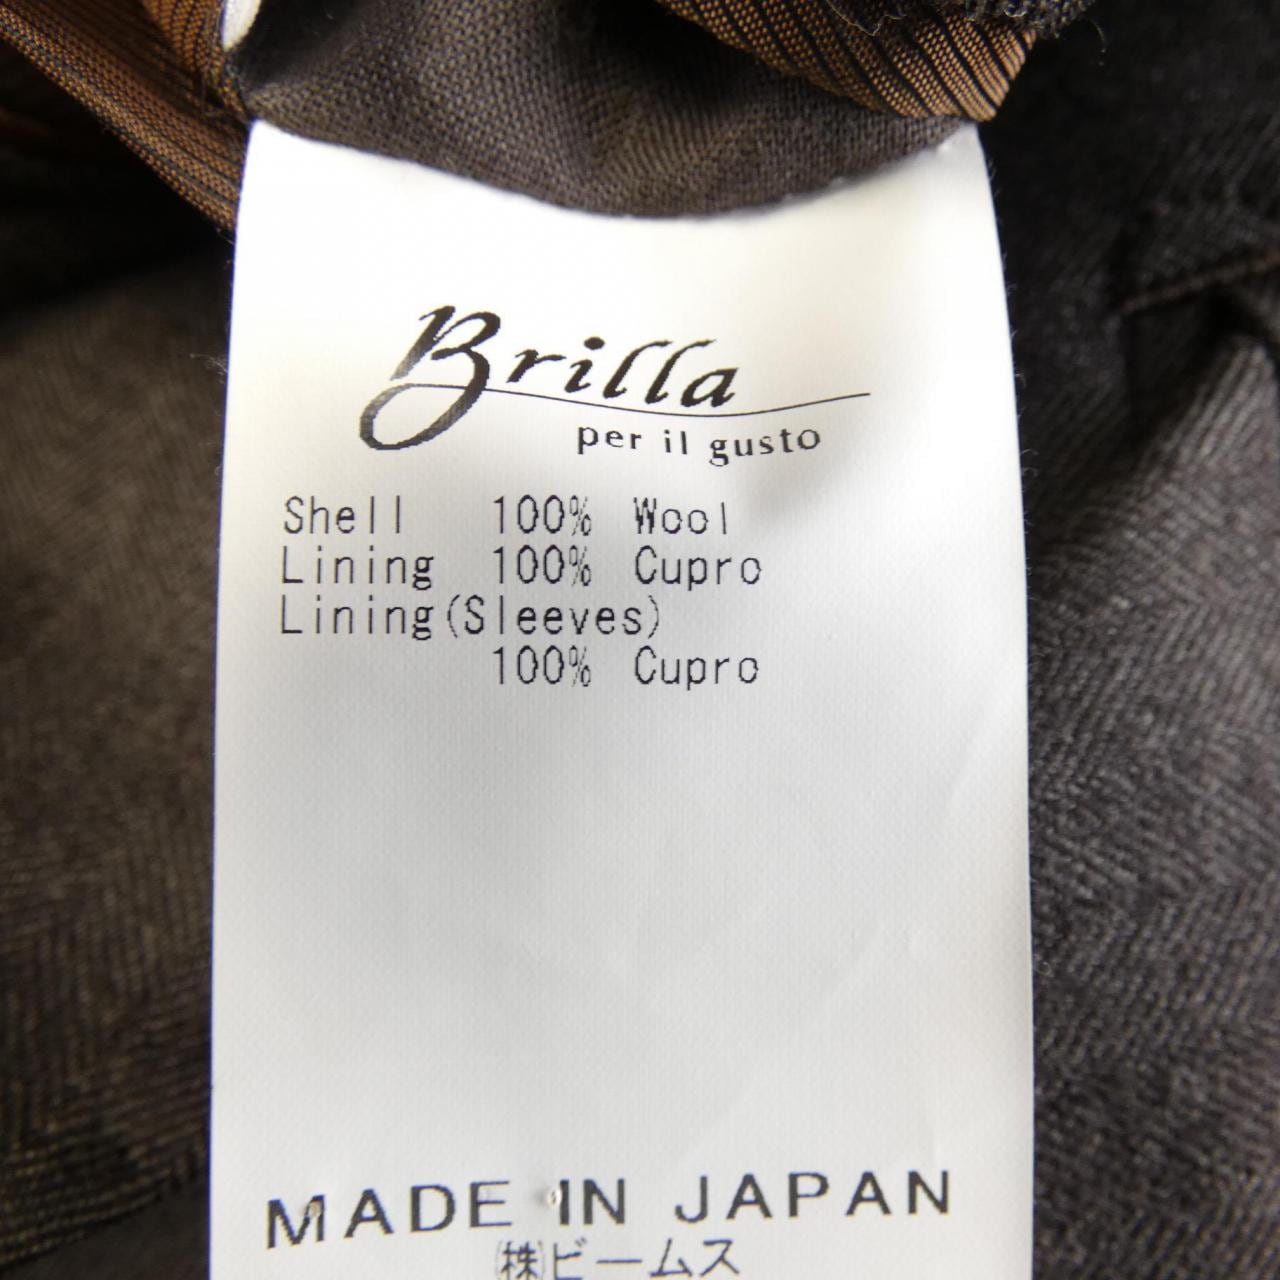 Brilla
per il gusto
Shell 100% Wool
Lining 100% Cupro
Lining(Sleeves)
100% Cupro
MADE IN JAPAN
㈱ビームス